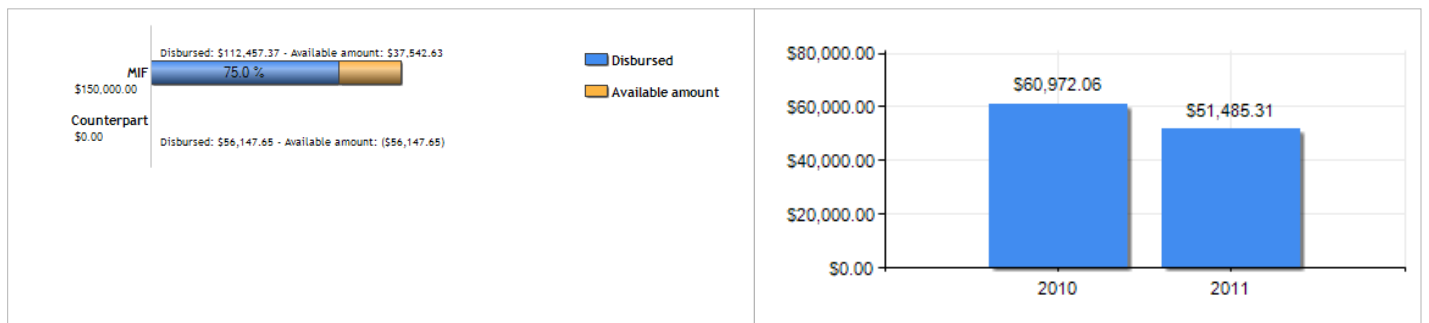 Disbursed: $112,457.37 - Available amount: $37,542.63
MIF
75.0 %
$150,000.00
Counterpart
$0.00
Disbursed: $56,147.65 - Available amount: ($56,147.65)
Disbursed
Available amount
$80,000.00
$60,000.00
$40,000.00
$20,000.00
$0.00
$60,972.06
$51,485.31
2010
2011